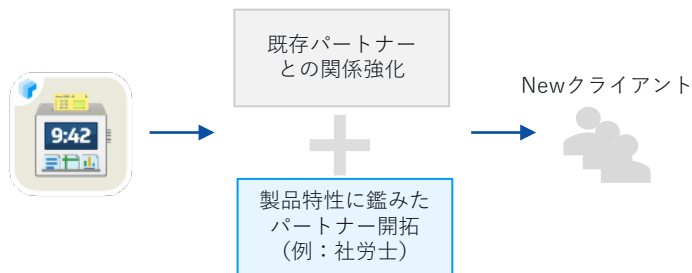 既存パートナー
との関係強化
Newクライアント
9:42
製品特性に鑑みた
パートナー開拓
（例：社労士）